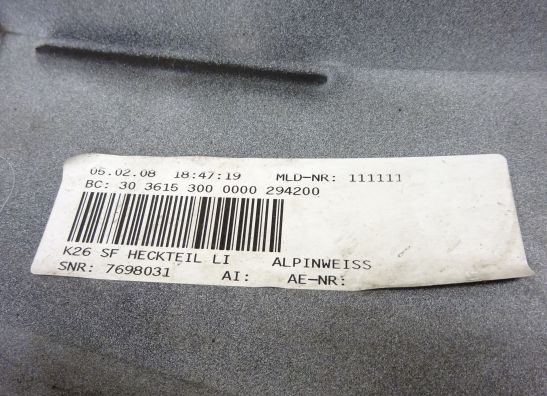 05.02.08 18:47:19 MLD-NR: 111111
BC: 30 3615 300 0000 294200
K26 SF HECKTEIL LI ALPINWEISS
SNR: 7698031 AI: AE-NR: